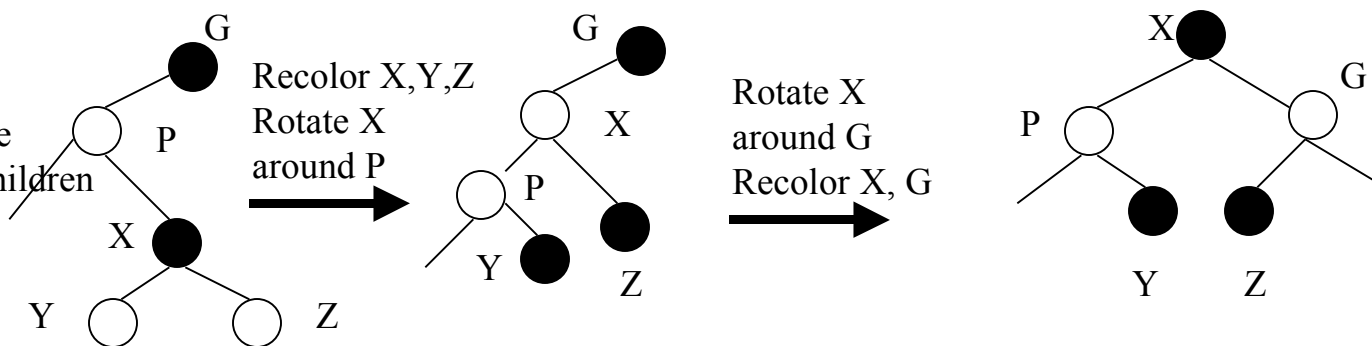 G
P
X
Y
Z
hildren
Recolor X,Y,Z
Rotate X
around P
G
X
P
Y
Z
Rotate X
around G
Recolor X, G
X
G
P
Y
Z